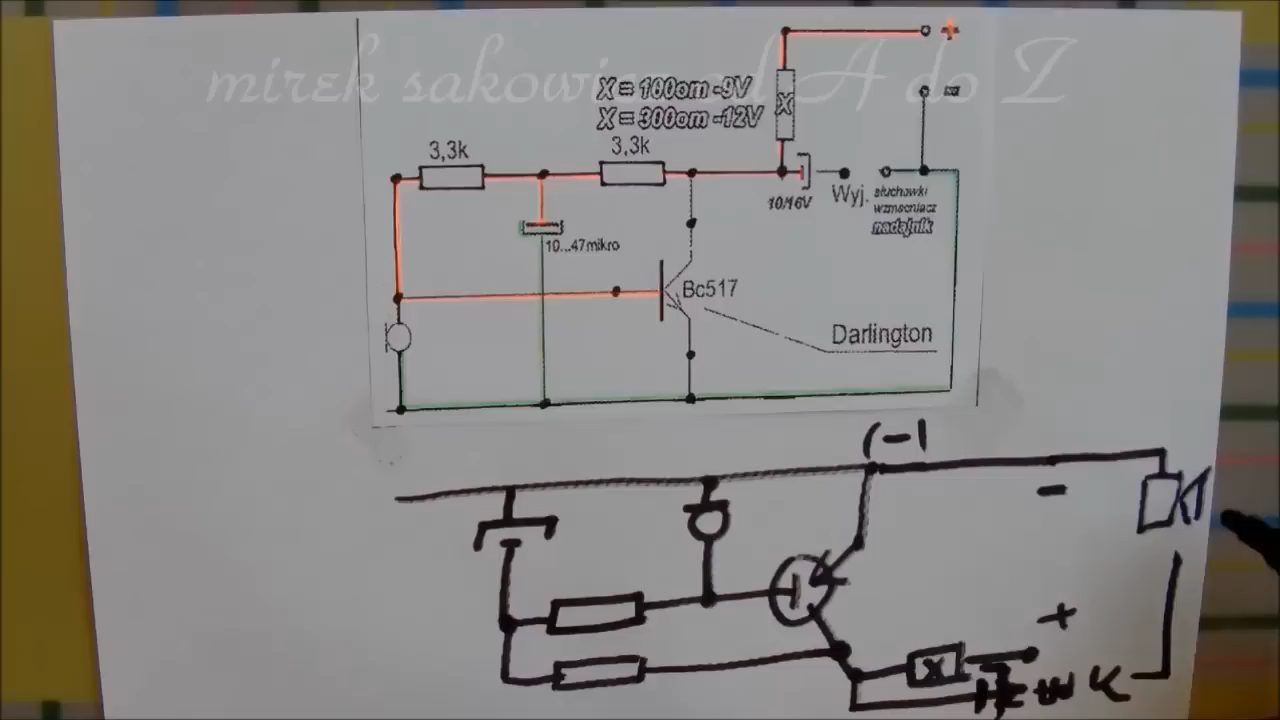 mirek sakowicz od A do Z
+
X = 100om -9V
X = 300om -12V
X
-
3,3k
3,3k
10/16V
Wyj.
słuchawki
wzmacniacz
nadajnik
10...47mikro
Bc517
Darlington
(-)
-
+
X